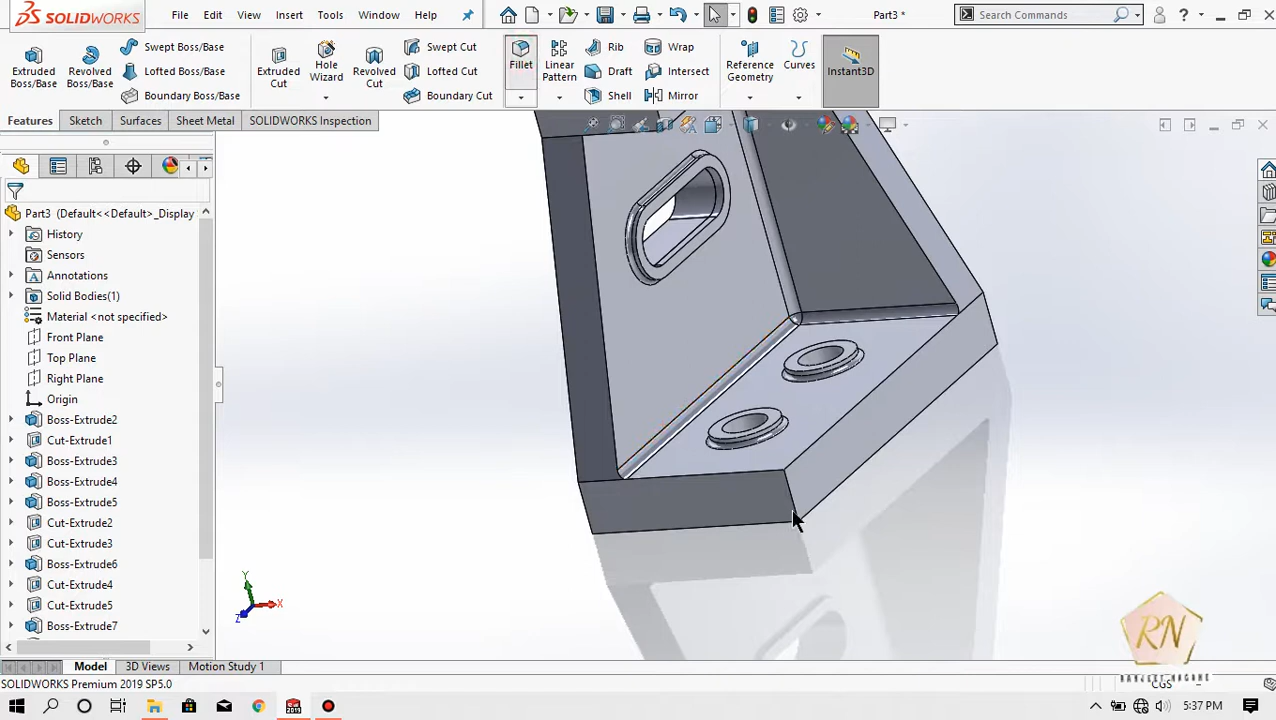 SOLIDWORKS File Edit View Insert Tools Window Help Part3 * Search Commands
Extruded Boss/Base Revolved Boss/Base Swept Boss/Base Lofted Boss/Base Boundary Boss/Base Extruded Cut Hole Wizard Revolved Cut Swept Cut Lofted Cut Boundary Cut Fillet Linear Pattern Rib Draft Shell Wrap Intersect Mirror Reference Geometry Curves Instant3D
Features Sketch Surfaces Sheet Metal SOLIDWORKS Inspection
Part3 (Default<<Default>_Display
History
Sensors
Annotations
Solid Bodies(1)
Material <not specified>
Front Plane
Top Plane
Right Plane
Origin
Boss-Extrude2
Cut-Extrude1
Boss-Extrude3
Boss-Extrude4
Boss-Extrude5
Cut-Extrude2
Cut-Extrude3
Boss-Extrude6
Cut-Extrude4
Cut-Extrude5
Boss-Extrude7
Y
X
Z
RN
Model 3D Views Motion Study 1
SOLIDWORKS Premium 2019 SP5.0 CGS
5:37 PM